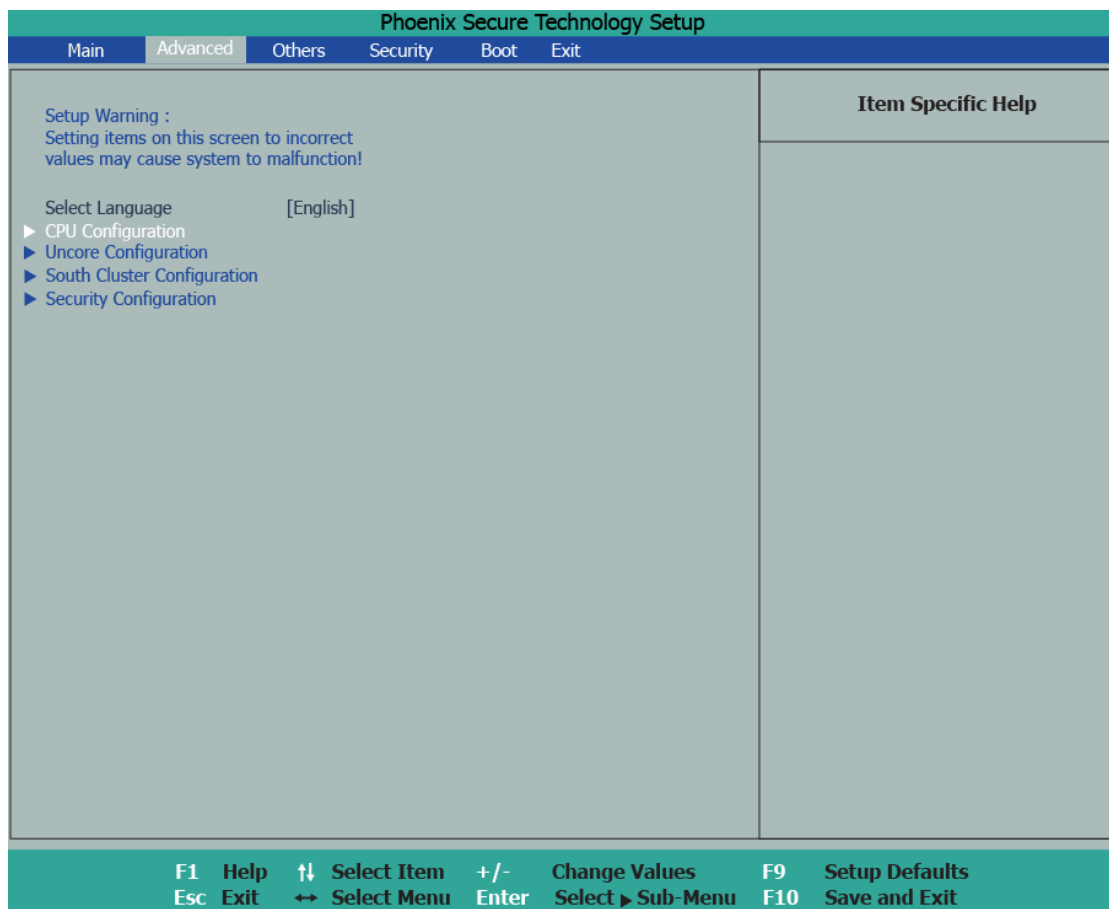 Phoenix Secure Technology Setup
Main Advanced Others Security Boot Exit
Setup Warning :
Setting items on this screen to incorrect
values may cause system to malfunction!
Select Language [English]
▶ CPU Configuration
▶ Uncore Configuration
▶ South Cluster Configuration
▶ Security Configuration
Item Specific Help
F1 Help ↑↓ Select Item +/- Change Values F9 Setup Defaults
Esc Exit ↔ Select Menu Enter Select ▶ Sub-Menu F10 Save and Exit